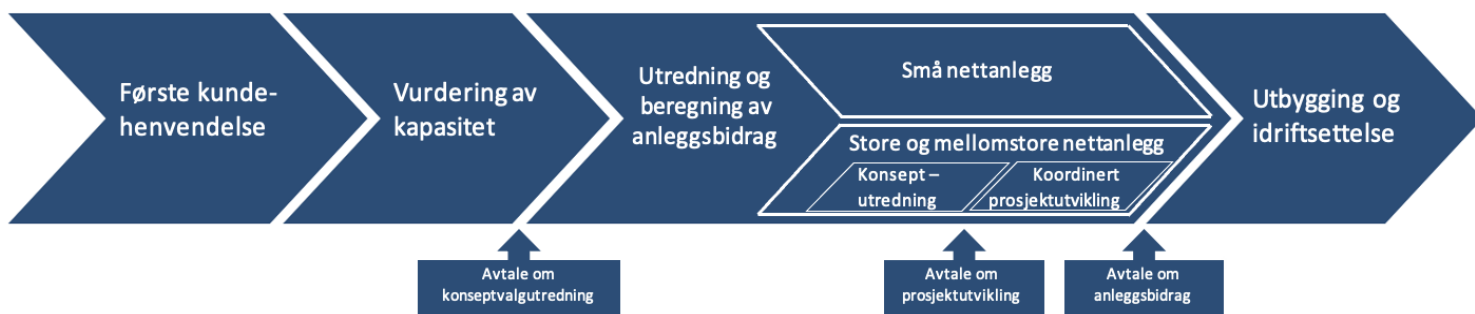 Første kunde-
henvendelse
Vurdering av
kapasitet
Utredning og
beregning av
anleggsbidrag
Små nettanlegg
Store og mellomstore nettanlegg
Konsept –
utredning
Koordinert
prosjektutvikling
Utbygging og
idriftsettelse
Avtale om
konseptvalgutredning
Avtale om
prosjektutvikling
Avtale om
anleggsbidrag